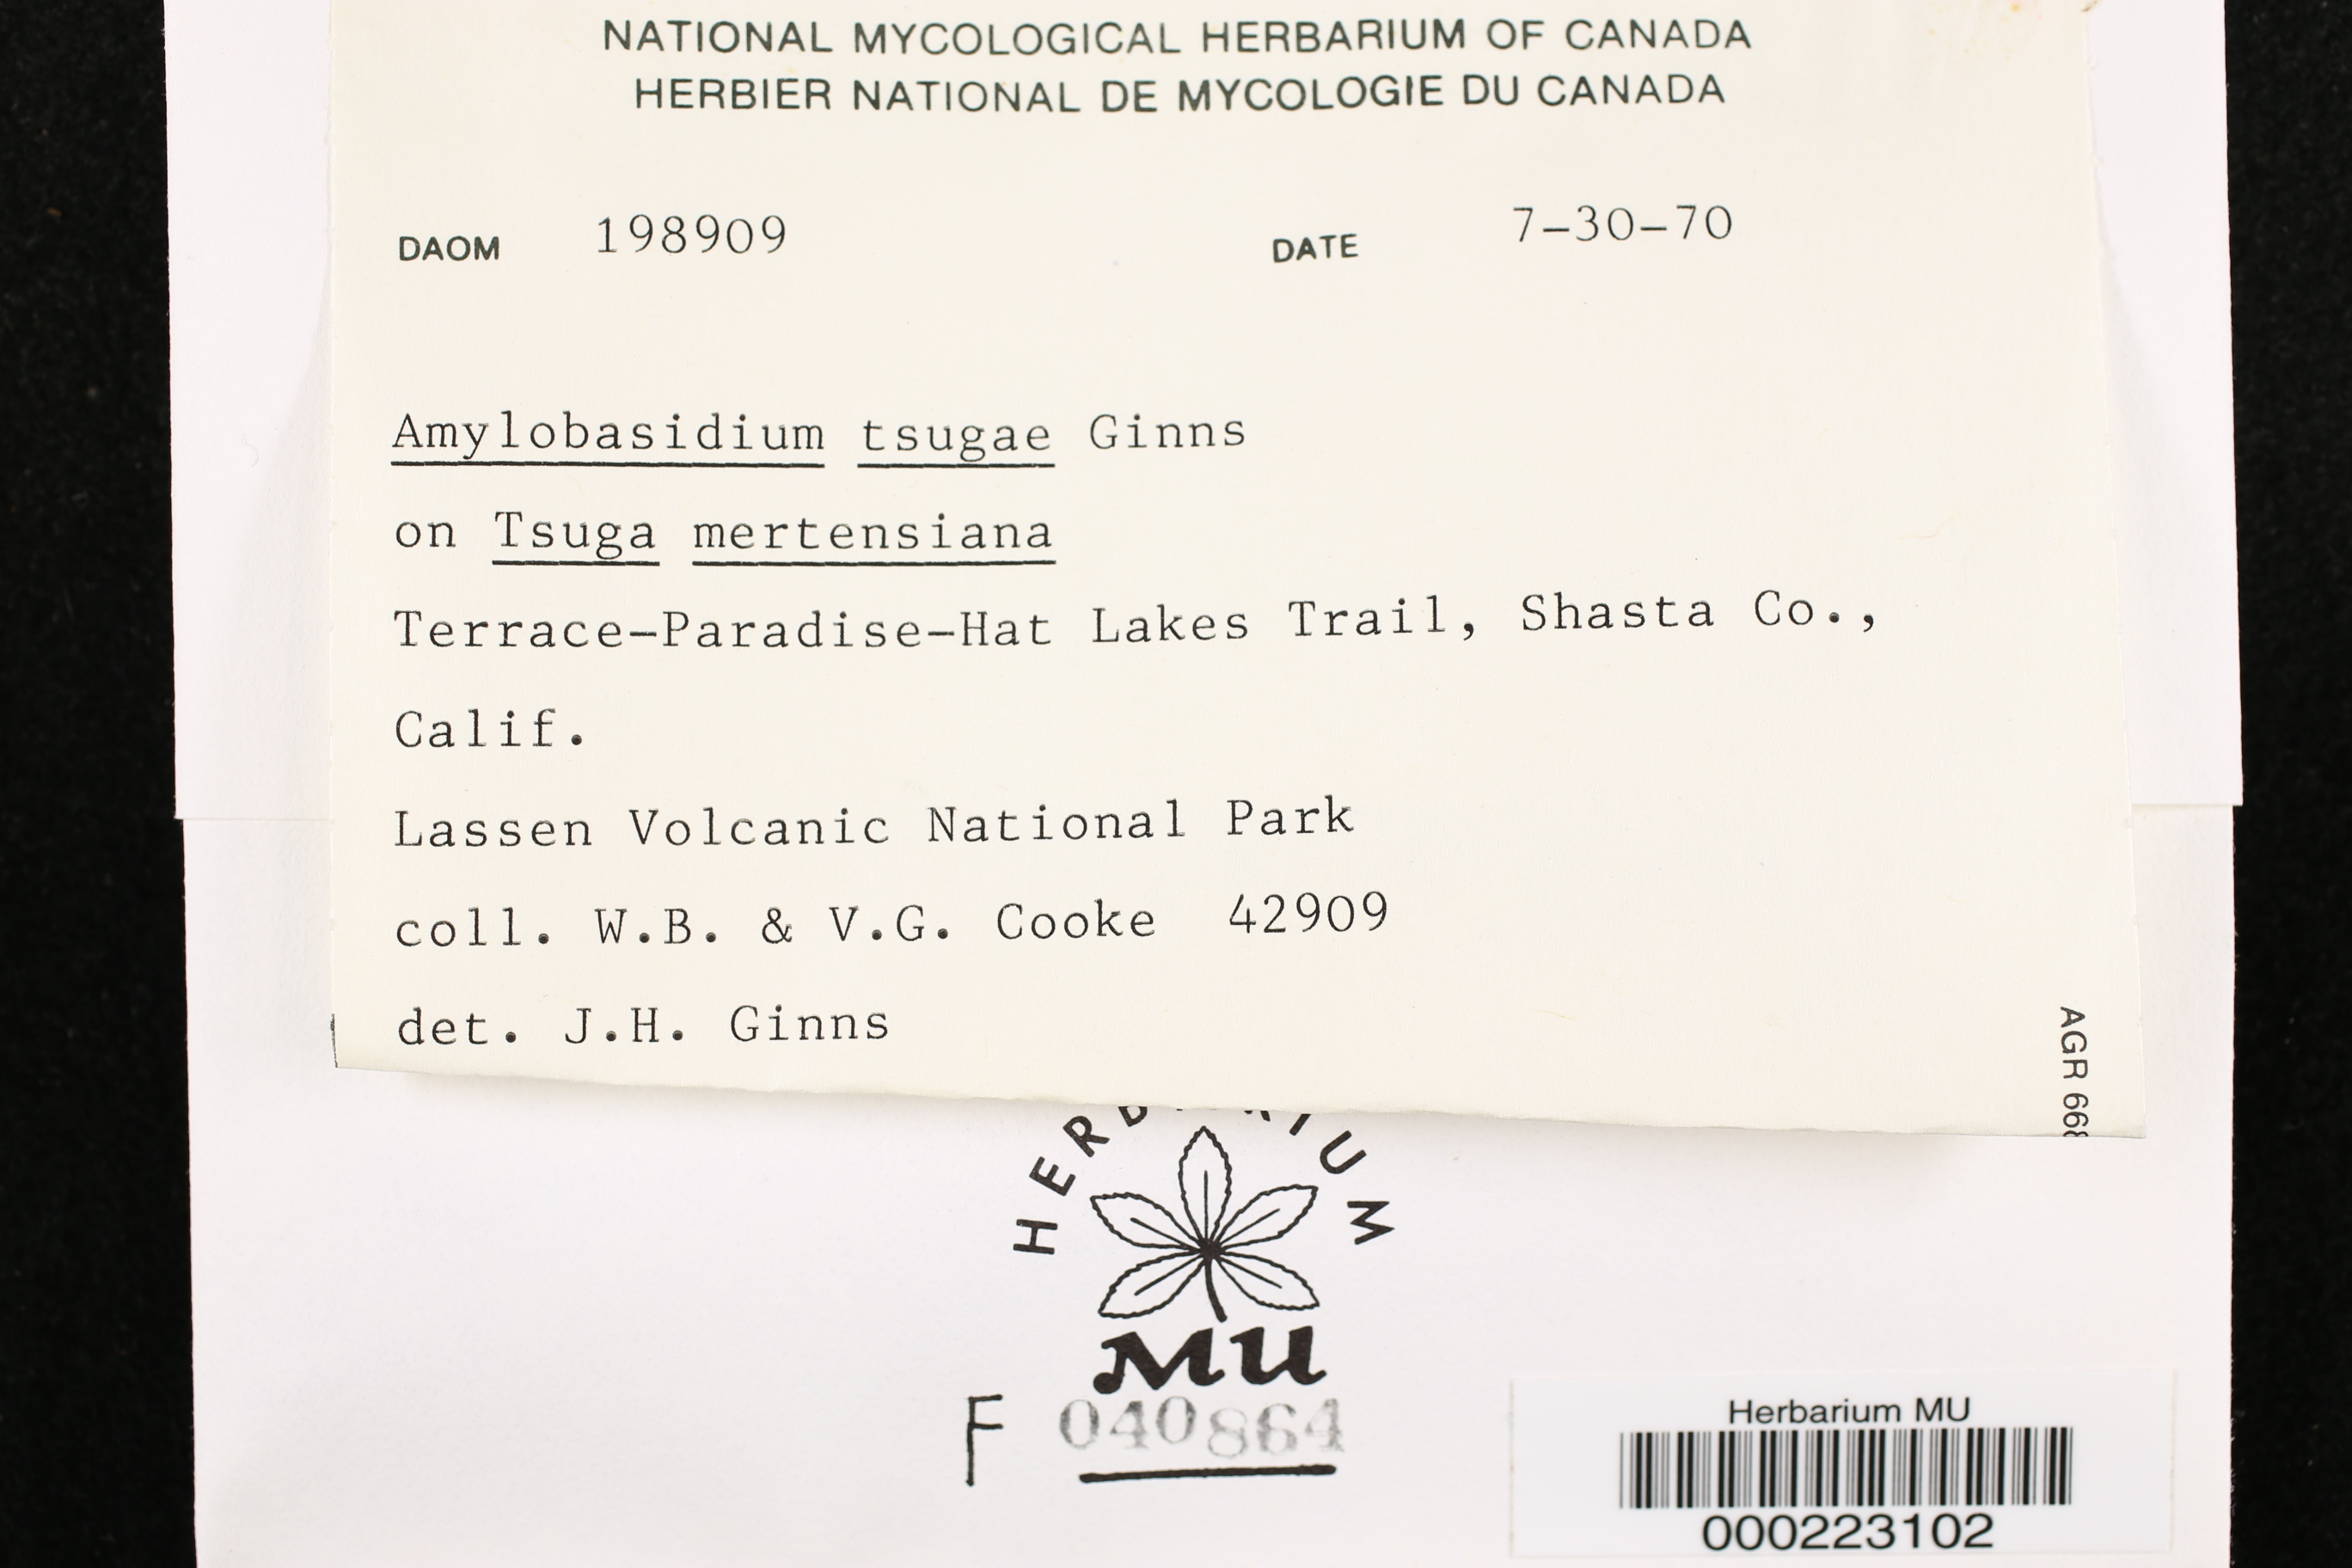 NATIONAL MYCOLOGICAL HERBARIUM OF CANADA
HERBIER NATIONAL DE MYCOLOGIE DU CANADA
DAOM 198909 DATE 7-30-70
Amylobasidium tsugae Ginns
on Tsuga mertensiana
Terrace-Paradise-Hat Lakes Trail, Shasta Co.,
Calif.
Lassen Volcanic National Park
coll. W.B. & V.G. Cooke 42909
det. J.H. Ginns
AGR 668
HERBARIUM
MU
F 040864
Herbarium MU
000223102